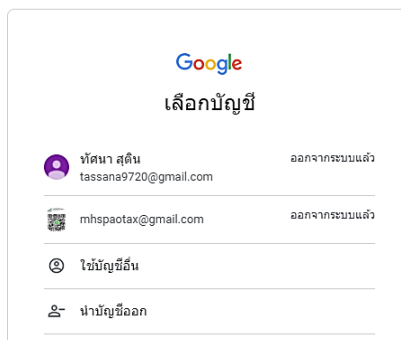 Google
เลือกบัญชี
ทัศนา สุดิน
ออกจากระบบแล้ว
tassana9720@gmail.com
mhspaotax@gmail.com
ออกจากระบบแล้ว
ใช้บัญชีอื่น
นำบัญชีออก